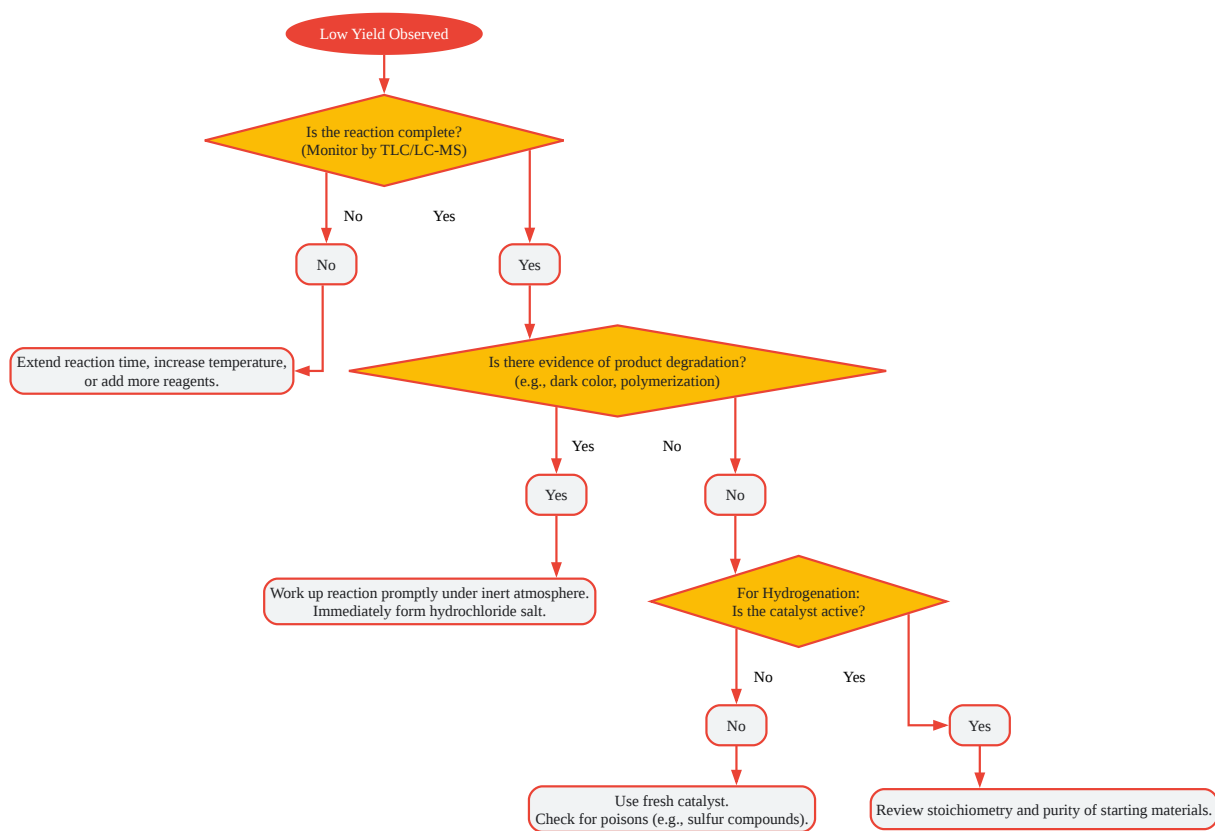 Low Yield Observed
Is the reaction complete?
(Monitor by TLC/LC-MS)
No
Yes
No
Yes
Extend reaction time, increase temperature,
or add more reagents.
Is there evidence of product degradation?
(e.g., dark color, polymerization)
Yes
No
Yes
No
Work up reaction promptly under inert atmosphere.
Immediately form hydrochloride salt.
For Hydrogenation:
Is the catalyst active?
No
Yes
No
Yes
Use fresh catalyst.
Check for poisons (e.g., sulfur compounds).
Review stoichiometry and purity of starting materials.